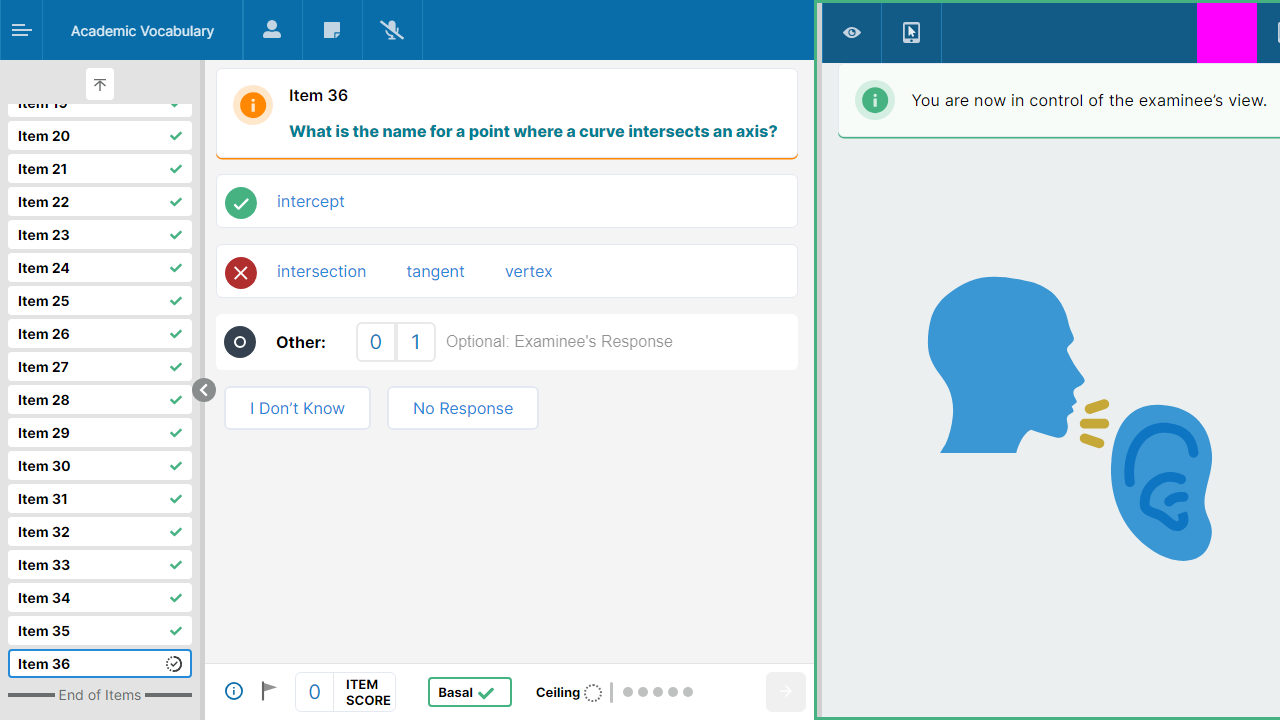 Academic Vocabulary
Item 19
Item 20
Item 21
Item 22
Item 23
Item 24
Item 25
Item 26
Item 27
Item 28
Item 29
Item 30
Item 31
Item 32
Item 33
Item 34
Item 35
Item 36
End of Items
Item 36
What is the name for a point where a curve intersects an axis?
intercept
intersection tangent vertex
Other: 0 1 Optional: Examinee's Response
I Don’t Know No Response
0 ITEM SCORE Basal Ceiling
You are now in control of the examinee’s view.